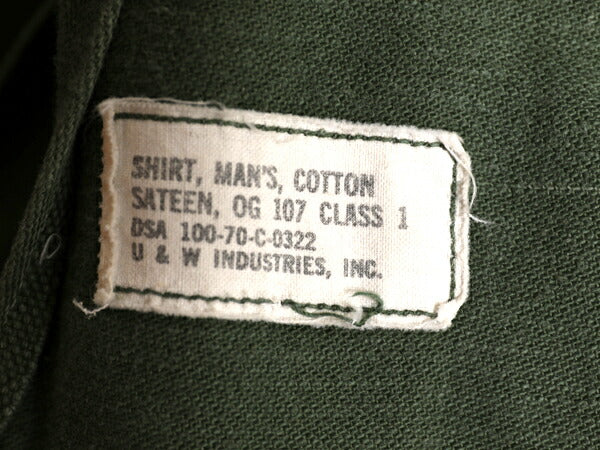 SHIRT, MAN'S, COTTON
SATEEN, OG 107 CLASS 1
DSA 100-70-C-0322
U & W INDUSTRIES, INC.